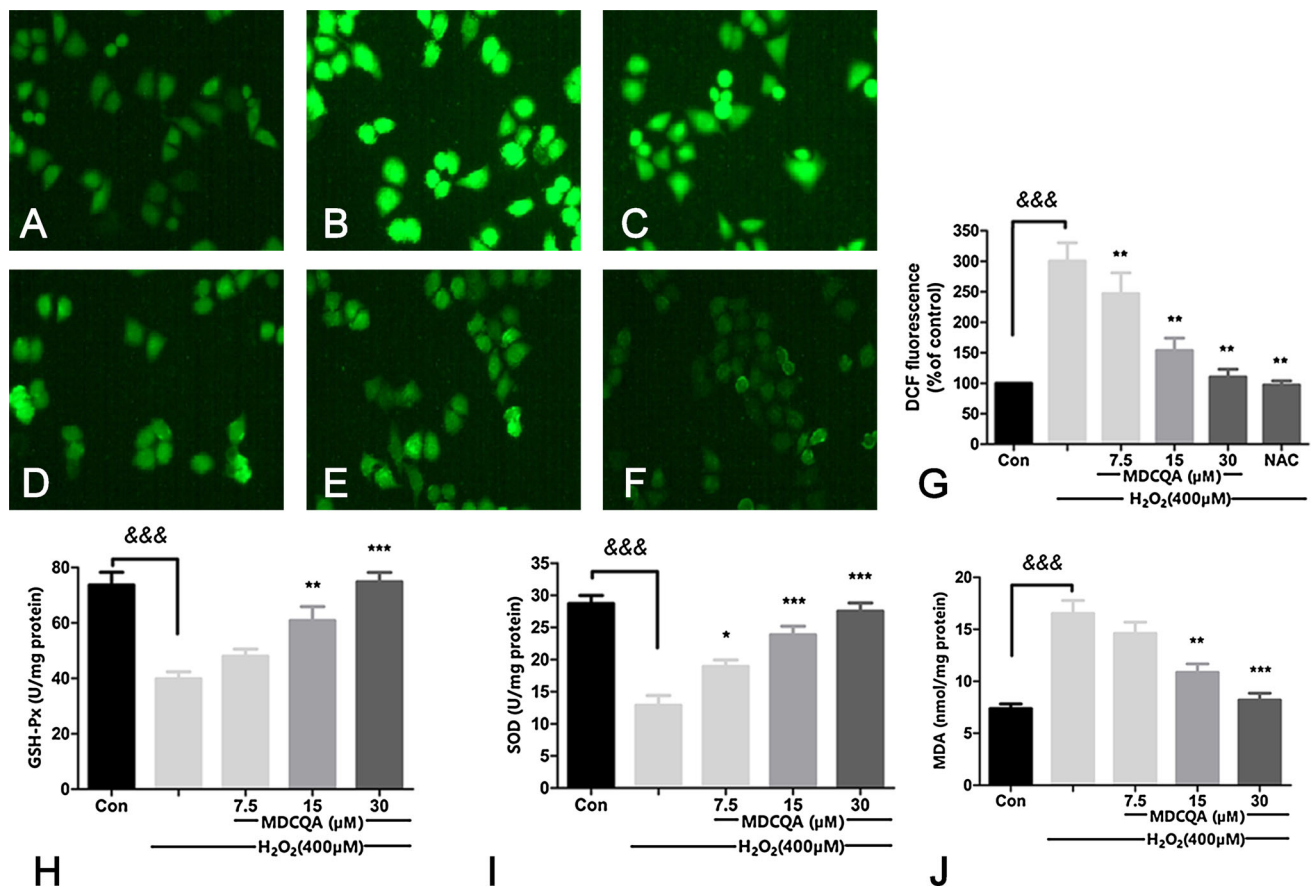 A
B
C
D
E
F
&&&
DCF fluorescence
(% of control)
350
300
250
200
150
100
50
0
**
**
**
**
Con
-
7.5
15
30
NAC
MDCQA (μM)
H₂O₂(400μM)
G
&&&
GSH-Px (U/mg protein)
80
60
40
20
0
**
***
Con
-
7.5
15
30
MDCQA (μM)
H₂O₂(400μM)
H
&&&
SOD (U/mg protein)
35
30
25
20
15
10
5
0
*
***
***
Con
-
7.5
15
30
MDCQA (μM)
H₂O₂(400μM)
I
&&&
MDA (nmol/mg protein)
20
15
10
5
0
**
***
Con
-
7.5
15
30
MDCQA (μM)
H₂O₂(400μM)
J